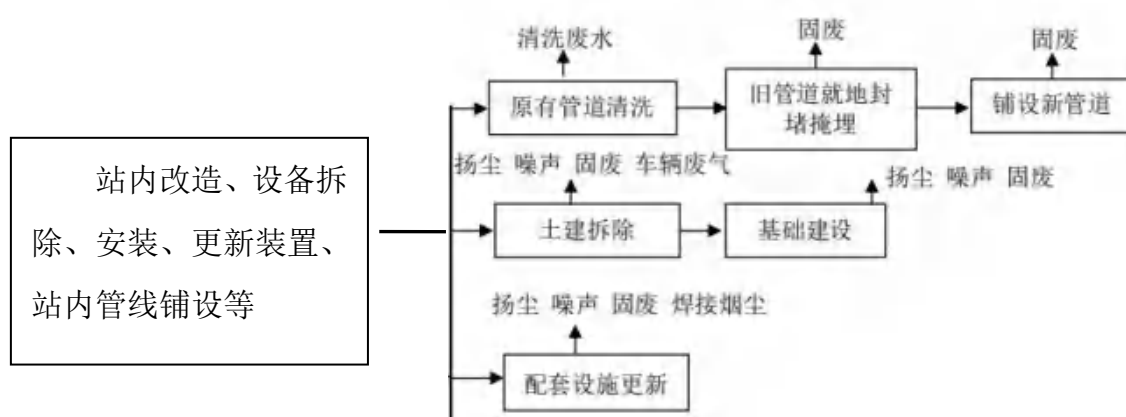 清洗废水
固废
固废
原有管道清洗
旧管道就地封
堵掩埋
铺设新管道
站内改造、设备拆
除、安装、更新装置、
站内管线铺设等
扬尘 噪声 固废 车辆废气
扬尘 噪声 固废
土建拆除
基础建设
扬尘 噪声 固废 焊接烟尘
配套设施更新